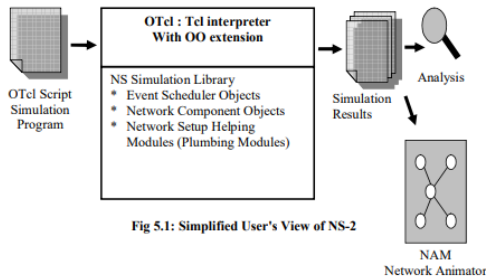 OTcl : Tcl interpreter
With OO extension
NS Simulation Library
* Event Scheduler Objects
* Network Component Objects
* Network Setup Helping
Modules (Plumbing Modules)
OTcl Script
Simulation
Program
Simulation
Results
Analysis
Fig 5.1: Simplified User's View of NS-2
NAM
Network Animator